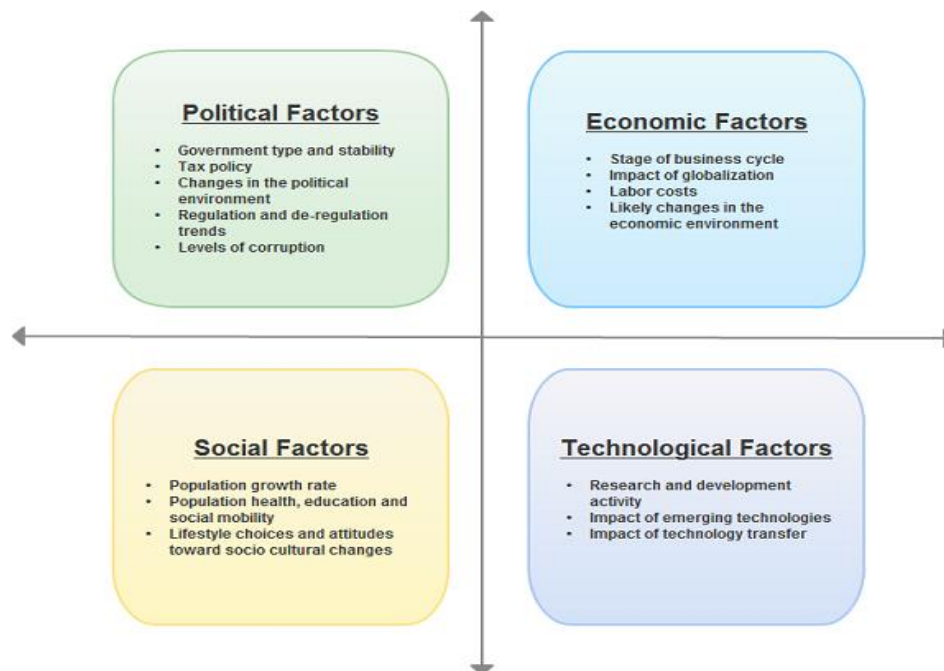 Political Factors
• Government type and stability
• Tax policy
• Changes in the political
environment
• Regulation and de-regulation
trends
• Levels of corruption
Economic Factors
• Stage of business cycle
• Impact of globalization
• Labor costs
• Likely changes in the
economic environment
Social Factors
• Population growth rate
• Population health, education and
social mobility
• Lifestyle choices and attitudes
toward socio cultural changes
Technological Factors
• Research and development
activity
• Impact of emerging technologies
• Impact of technology transfer